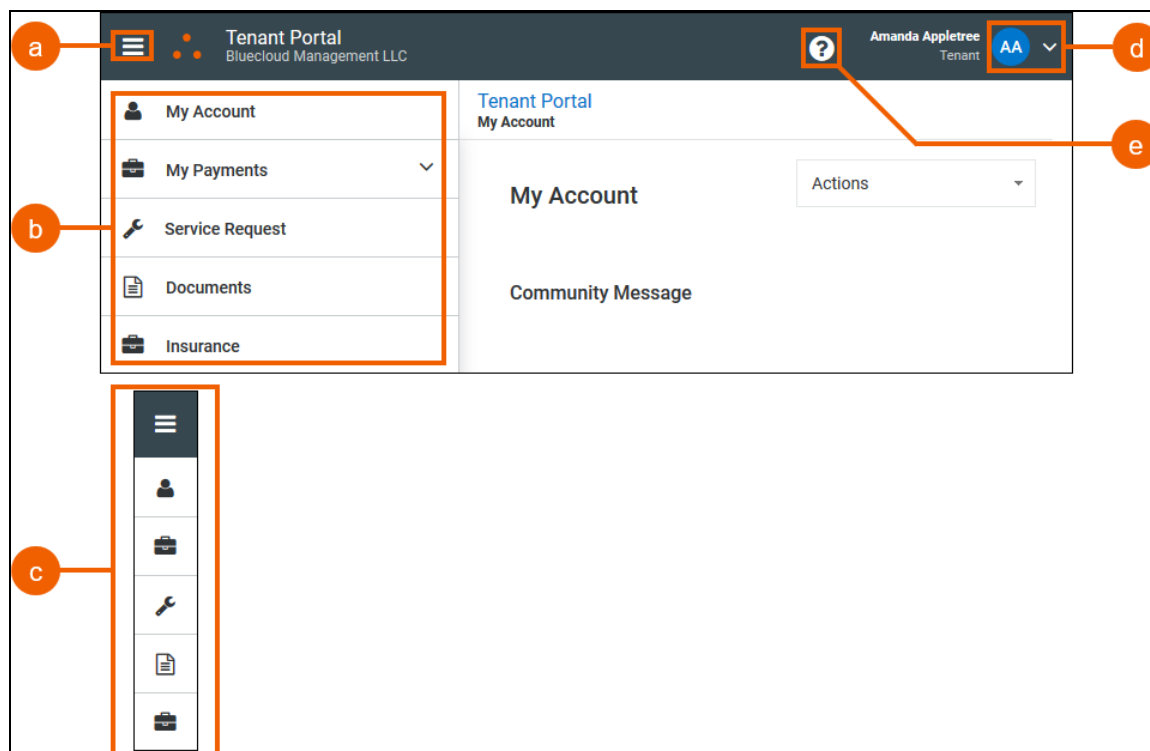 a
Tenant Portal
Bluecloud Management LLC
?
Amanda Appletree
Tenant
AA
d
My Account
Tenant Portal
My Account
e
My Payments
My Account
Actions
b
Service Request
Documents
Community Message
Insurance
c